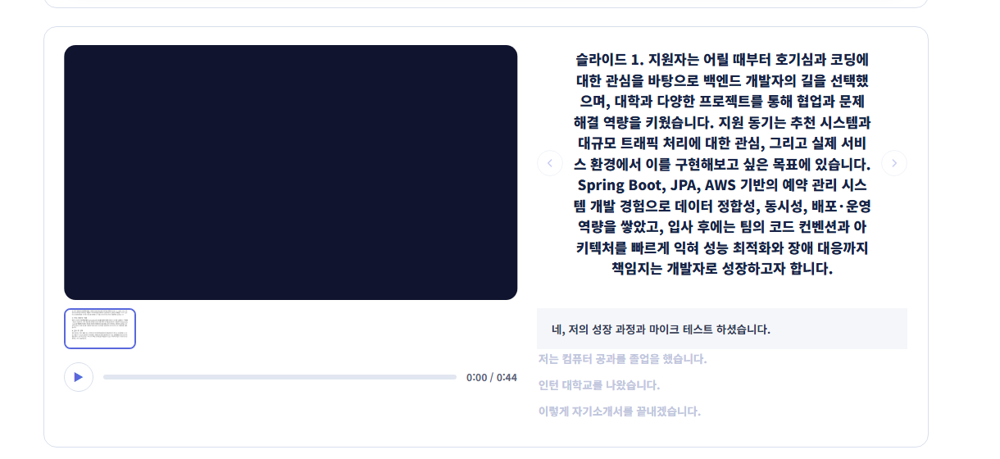 슬라이드 1. 지원자는 어릴 때부터 호기심과 코딩에
대한 관심을 바탕으로 백엔드 개발자의 길을 선택했
으며, 대학과 다양한 프로젝트를 통해 협업과 문제
해결 역량을 키웠습니다. 지원 동기는 추천 시스템과
대규모 트래픽 처리에 대한 관심, 그리고 실제 서비
스 환경에서 이를 구현해보고 싶은 목표에 있습니다.
Spring Boot, JPA, AWS 기반의 예약 관리 시스
템 개발 경험으로 데이터 정합성, 동시성, 배포·운영
역량을 쌓았고, 입사 후에는 팀의 코드 컨벤션과 아
키텍처를 빠르게 익혀 성능 최적화와 장애 대응까지
책임지는 개발자로 성장하고자 합니다.
네, 저의 성장 과정과 마이크 테스트 하셨습니다.
저는 컴퓨터 공과를 졸업을 했습니다.
인턴 대학교를 나왔습니다.
이렇게 자기소개서를 끝내겠습니다.
0:00 / 0:44